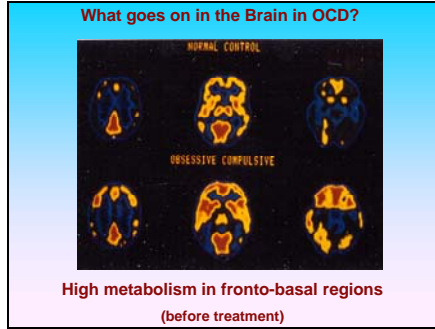 What goes on in the Brain in OCD?
NORMAL CONTROL
OBSESSIVE COMPULSIVE
High metabolism in fronto-basal regions
(before treatment)